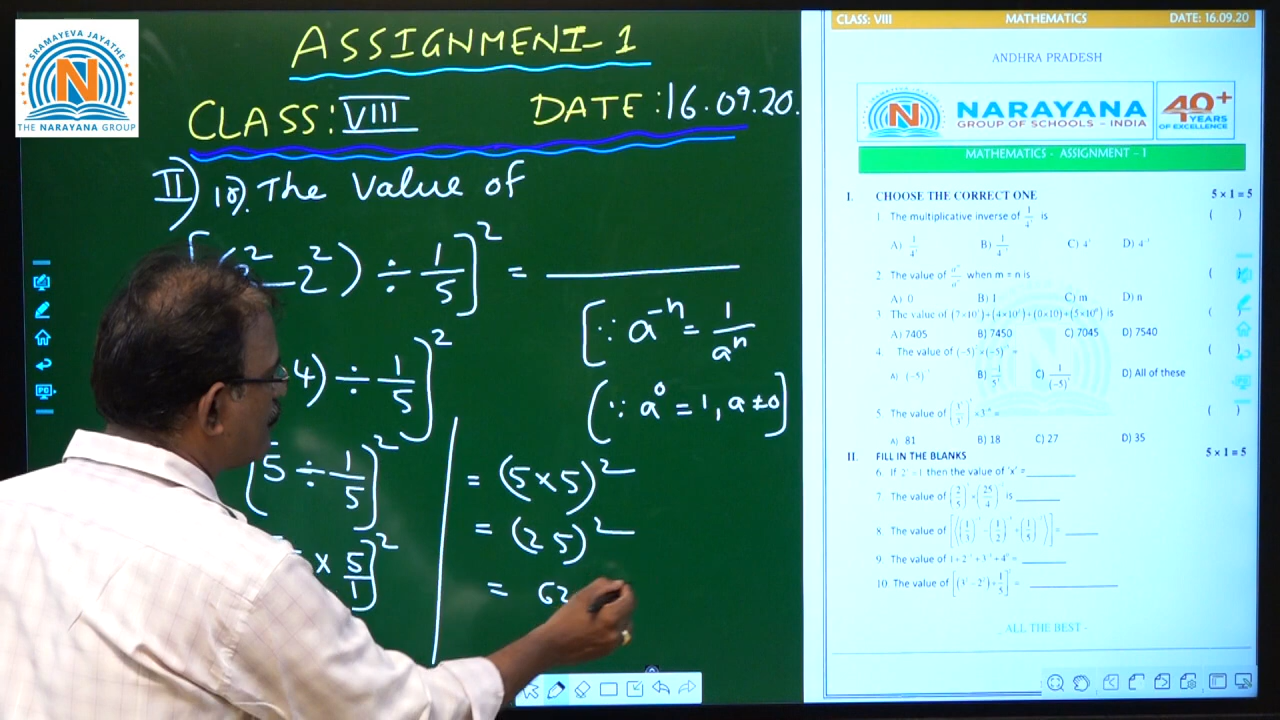 SRAMAYEVA JAYATHE
N
THE NARAYANA GROUP
ASSIGNMENT-1
CLASS: VIII DATE: 16.09.20.
II) 10). The Value of
(3² - 2²) ÷ 1/5]² = ______
[∵ a⁻ⁿ = 1/aⁿ
4) ÷ 1/5]²
(∵ a⁰ = 1, a ≠ 0)]
[5 ÷ 1/5]²
= (5 × 5)²
= (25)²
× 5/1]²
= 62
CLASS: VIII MATHEMATICS DATE: 16.09.20
ANDHRA PRADESH
N NARAYANA
GROUP OF SCHOOLS - INDIA
40+
YEARS
OF EXCELLENCE
MATHEMATICS - ASSIGNMENT - 1
I. CHOOSE THE CORRECT ONE 5 × 1 = 5
1 The multiplicative inverse of is ( )
A) B) C) D)
2 The value of when m = n is ( )
A) 0 B) 1 C) m D) n
3. The value of is ( )
A) 7405 B) 7450 C) 7045 D) 7540
4. The value of = ( )
A) B) C) D) All of these
5. The value of = ( )
A) 81 B) 18 C) 27 D) 35
II. FILL IN THE BLANKS 5 × 1 = 5
6. If then the value of 'x' = ______
7 The value of is ______
8. The value of = ______
9. The value of = ______
10. The value of = ______
ALL THE BEST -